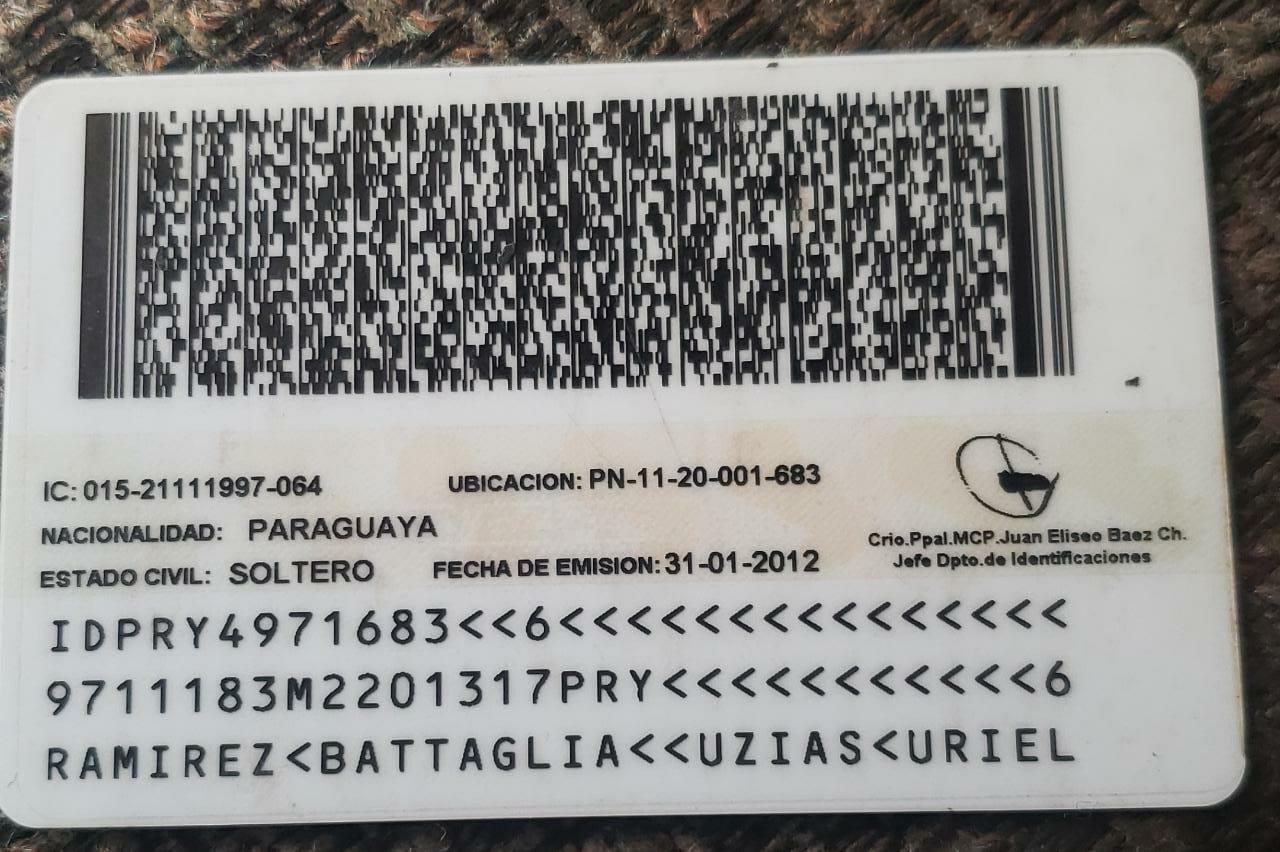 IC: 015-21111997-064
UBICACION: PN-11-20-001-683
NACIONALIDAD: PARAGUAYA
ESTADO CIVIL: SOLTERO
FECHA DE EMISION: 31-01-2012
Crio.Ppal.MCP.Juan Eliseo Baez Ch.
Jefe Dpto.de Identificaciones
IDPRY4971683<<6<<<<<<<<<<<<<<<
9711183M2201317PRY<<<<<<<<<<<6
RAMIREZ<BATTAGLIA<<UZIAS<URIEL